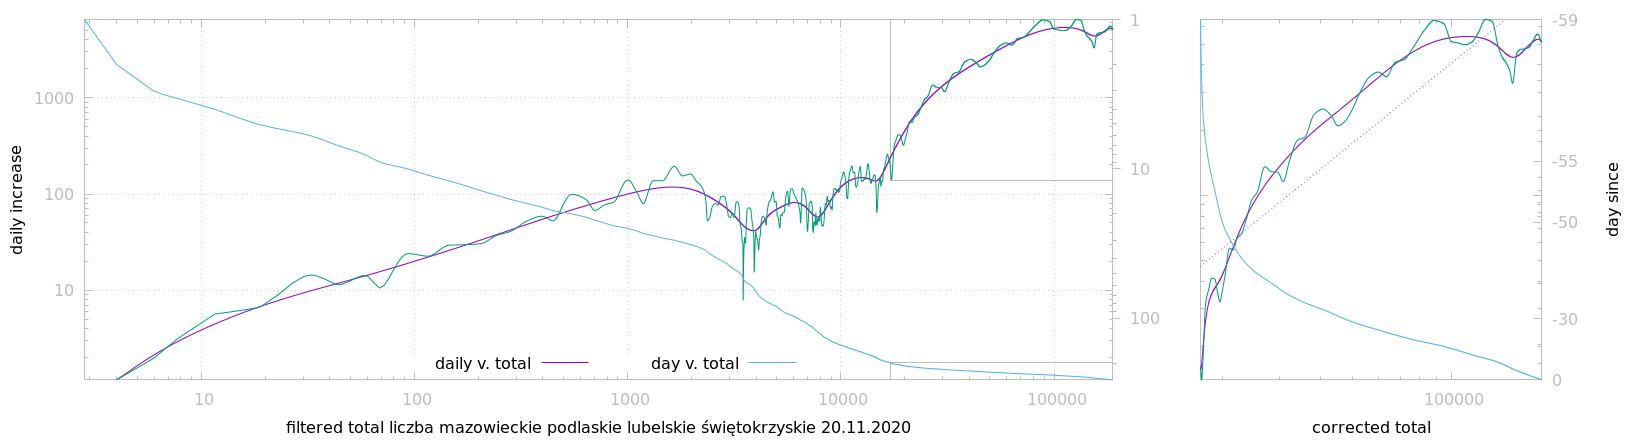 daily increase
1000
100
10
10
100
1000
10000
100000
1
10
100
daily v. total
day v. total
filtered total liczba mazowieckie podlaskie lubelskie świętokrzyskie 20.11.2020
-59
-55
-50
-30
0
day since
100000
corrected total